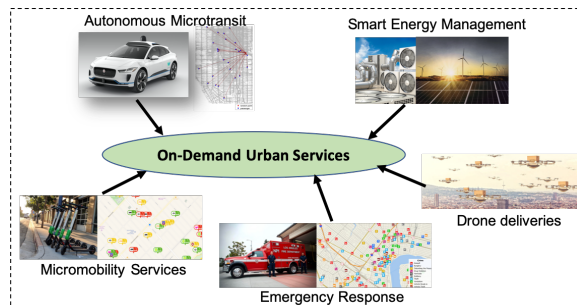 Autonomous Microtransit
Smart Energy Management
On-Demand Urban Services
Drone deliveries
Micromobility Services
Emergency Response